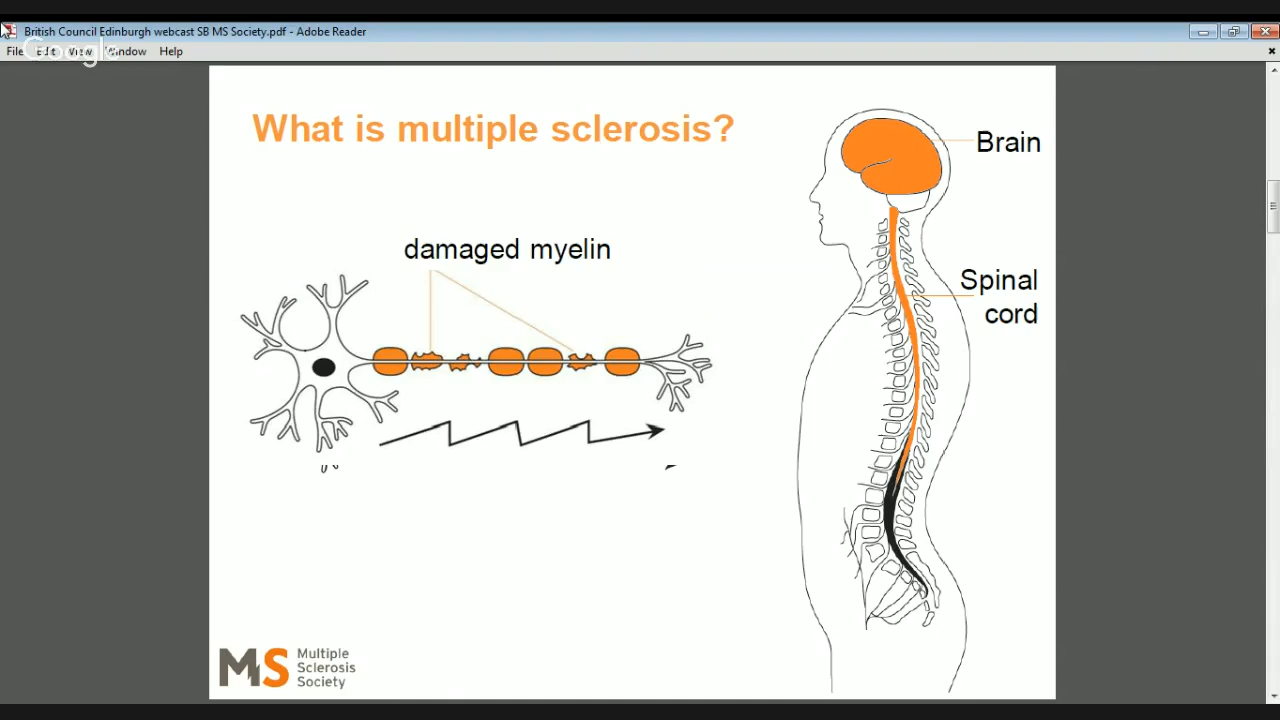 British Council Edinburgh webcast SB MS Society.pdf - Adobe Reader
File Edit View Window Help
Google
What is multiple sclerosis?
Brain
damaged myelin
Spinal
cord
MS Multiple
Sclerosis
Society